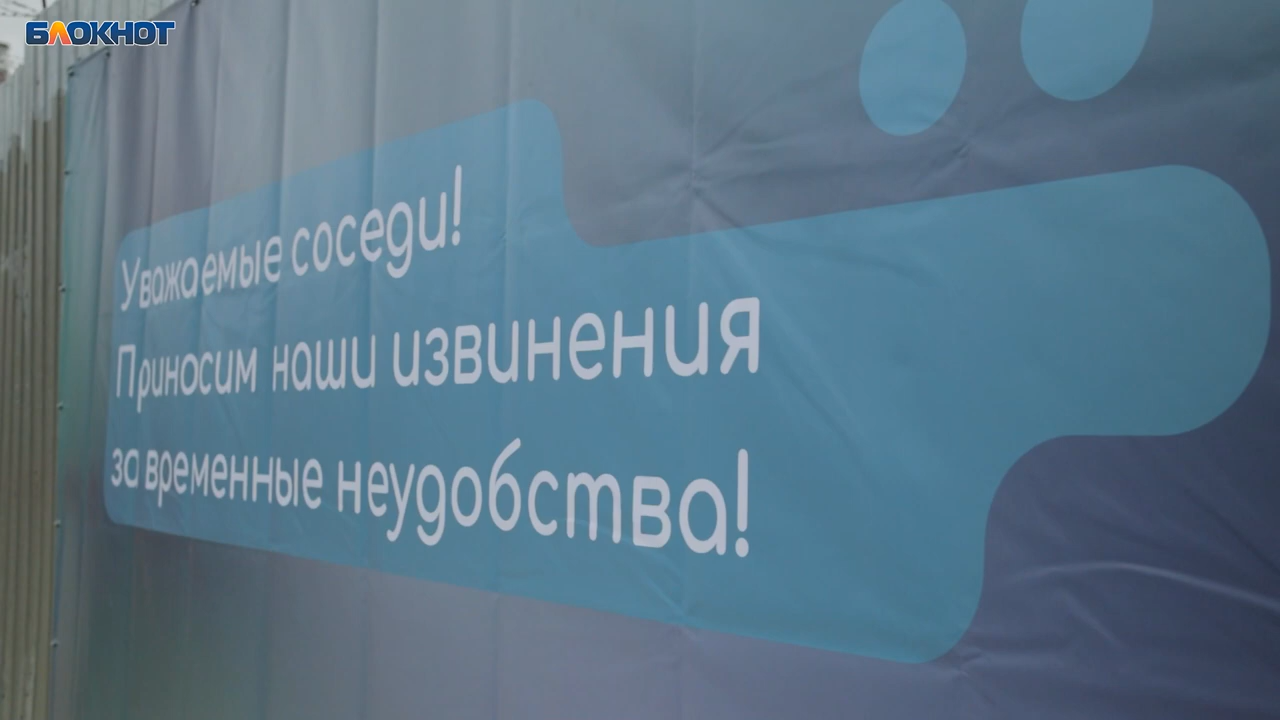 БЛОКНОТ
Уважаемые соседи!
Приносим наши извинения
за временные неудобства!